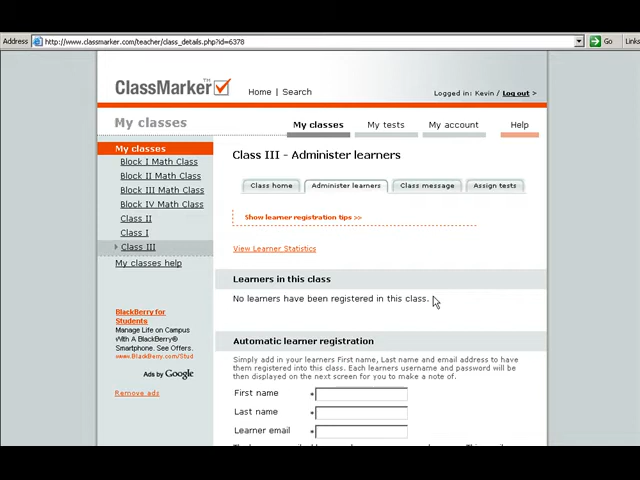 Address http://www.classmarker.com/teacher/class_details.php?id=6378 Go Links
ClassMarker™ Home | Search Logged in: Kevin / Log out >
My classes My classes My tests My account Help
My classes
Block I Math Class
Block II Math Class
Block III Math Class
Block IV Math Class
Class II
Class I
Class III
My classes help
BlackBerry for
Students
Manage Life on Campus
With A BlackBerry®
Smartphone. See Offers.
www.BlackBerry.com/Stud
Ads by Google
Remove ads
Class III - Administer learners
Class home Administer learners Class message Assign tests
Show learner registration tips >>
View Learner Statistics
Learners in this class
No learners have been registered in this class.
Automatic learner registration
Simply add in your learners First name, Last name and email address to have
them registered into this class. Each learners username and password will
then be displayed on the next screen for you to make a note of.
First name *
Last name *
Learner email *